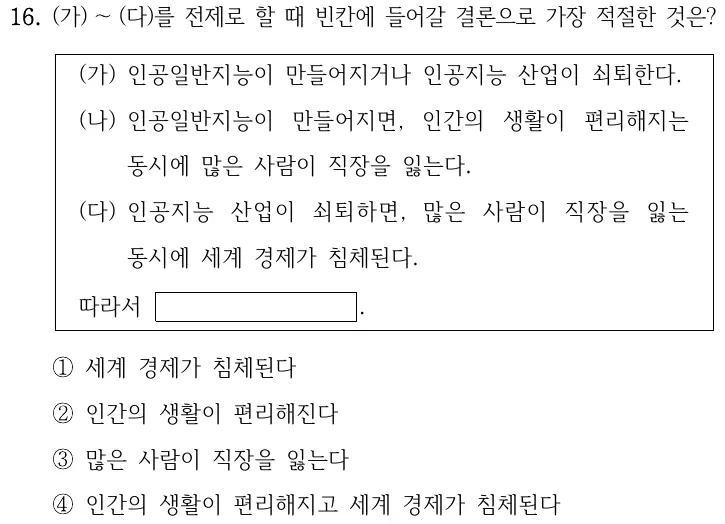 16. (가) ~ (다)를 전제로 할 때 빈칸에 들어갈 결론으로 가장 적절한 것은?
(가) 인공일반지능이 만들어지거나 인공지능 산업이 쇠퇴한다.
(나) 인공일반지능이 만들어지면, 인간의 생활이 편리해지는
동시에 많은 사람이 직장을 잃는다.
(다) 인공지능 산업이 쇠퇴하면, 많은 사람이 직장을 잃는
동시에 세계 경제가 침체된다.
따라서 .
① 세계 경제가 침체된다
② 인간의 생활이 편리해진다
③ 많은 사람이 직장을 잃는다
④ 인간의 생활이 편리해지고 세계 경제가 침체된다